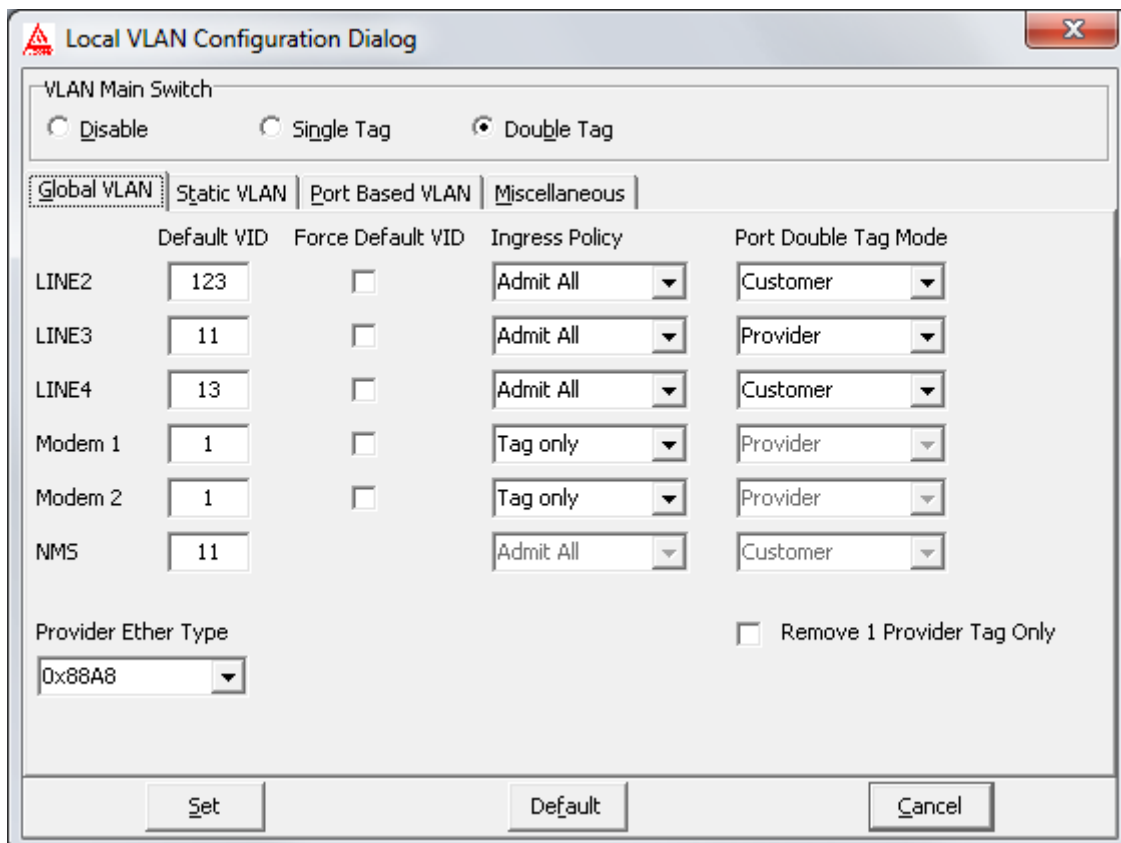 Local VLAN Configuration Dialog
VLAN Main Switch
Disable Single Tag Double Tag
Global VLAN Static VLAN Port Based VLAN Miscellaneous
Default VID Force Default VID Ingress Policy Port Double Tag Mode
LINE2 123 Admit All Customer
LINE3 11 Admit All Provider
LINE4 13 Admit All Customer
Modem 1 1 Tag only Provider
Modem 2 1 Tag only Provider
NMS 11 Admit All Customer
Provider Ether Type Remove 1 Provider Tag Only
0x88A8
Set Default Cancel